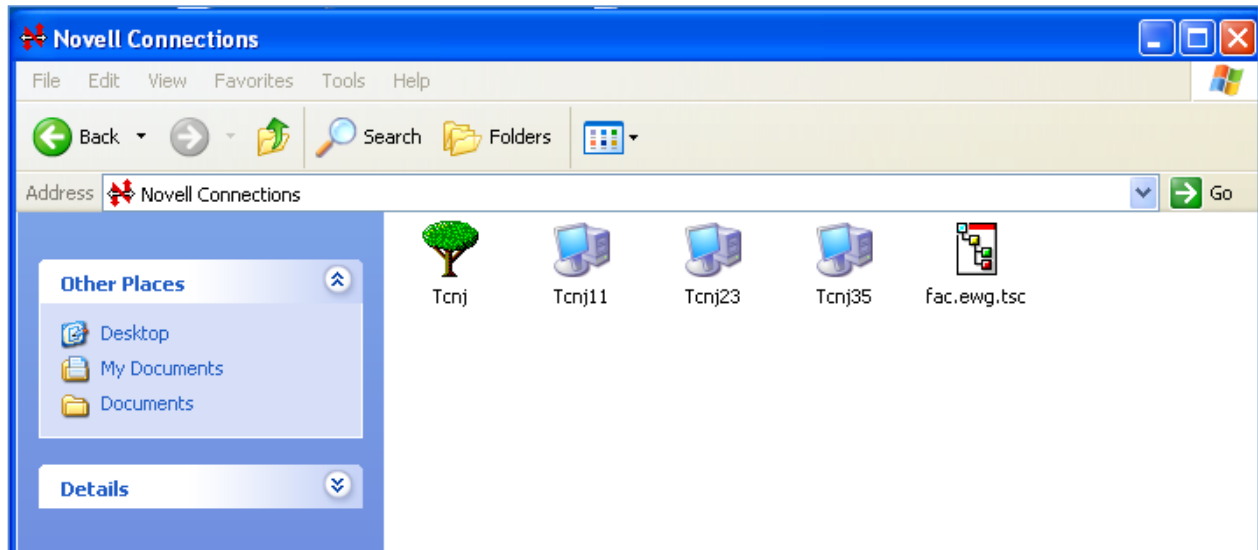 Novell Connections
File Edit View Favorites Tools Help
Back Search Folders
Address Novell Connections Go
Other Places
Desktop
My Documents
Documents
Details
Tcnj Tcnj11 Tcnj23 Tcnj35 fac.ewg.tsc